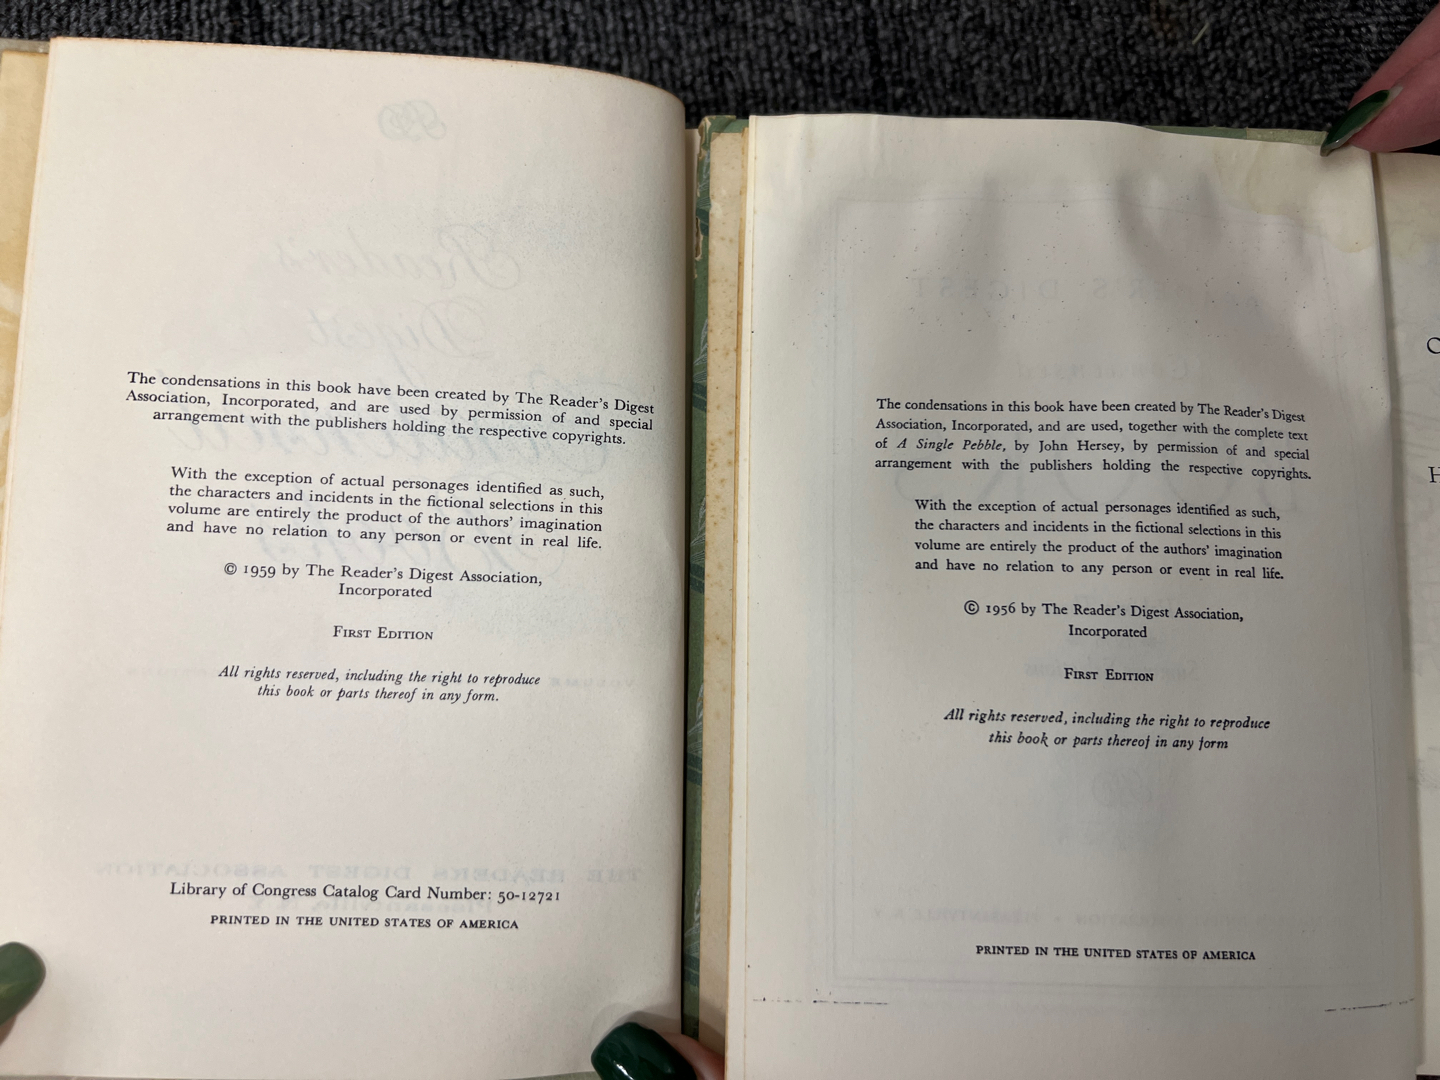 The condensations in this book have been created by The Reader's Digest
Association, Incorporated, and are used by permission of and special
arrangement with the publishers holding the respective copyrights.
With the exception of actual personages identified as such,
the characters and incidents in the fictional selections in this
volume are entirely the product of the authors' imagination
and have no relation to any person or event in real life.
© 1959 by The Reader's Digest Association,
Incorporated
First Edition
All rights reserved, including the right to reproduce
this book or parts thereof in any form.
Library of Congress Catalog Card Number: 50-12721
PRINTED IN THE UNITED STATES OF AMERICA
The condensations in this book have been created by The Reader's Digest
Association, Incorporated, and are used, together with the complete text
of A Single Pebble, by John Hersey, by permission of and special
arrangement with the publishers holding the respective copyrights.
With the exception of actual personages identified as such,
the characters and incidents in the fictional selections in this
volume are entirely the product of the authors' imagination
and have no relation to any person or event in real life.
© 1956 by The Reader's Digest Association,
Incorporated
First Edition
All rights reserved, including the right to reproduce
this book or parts thereof in any form
PRINTED IN THE UNITED STATES OF AMERICA